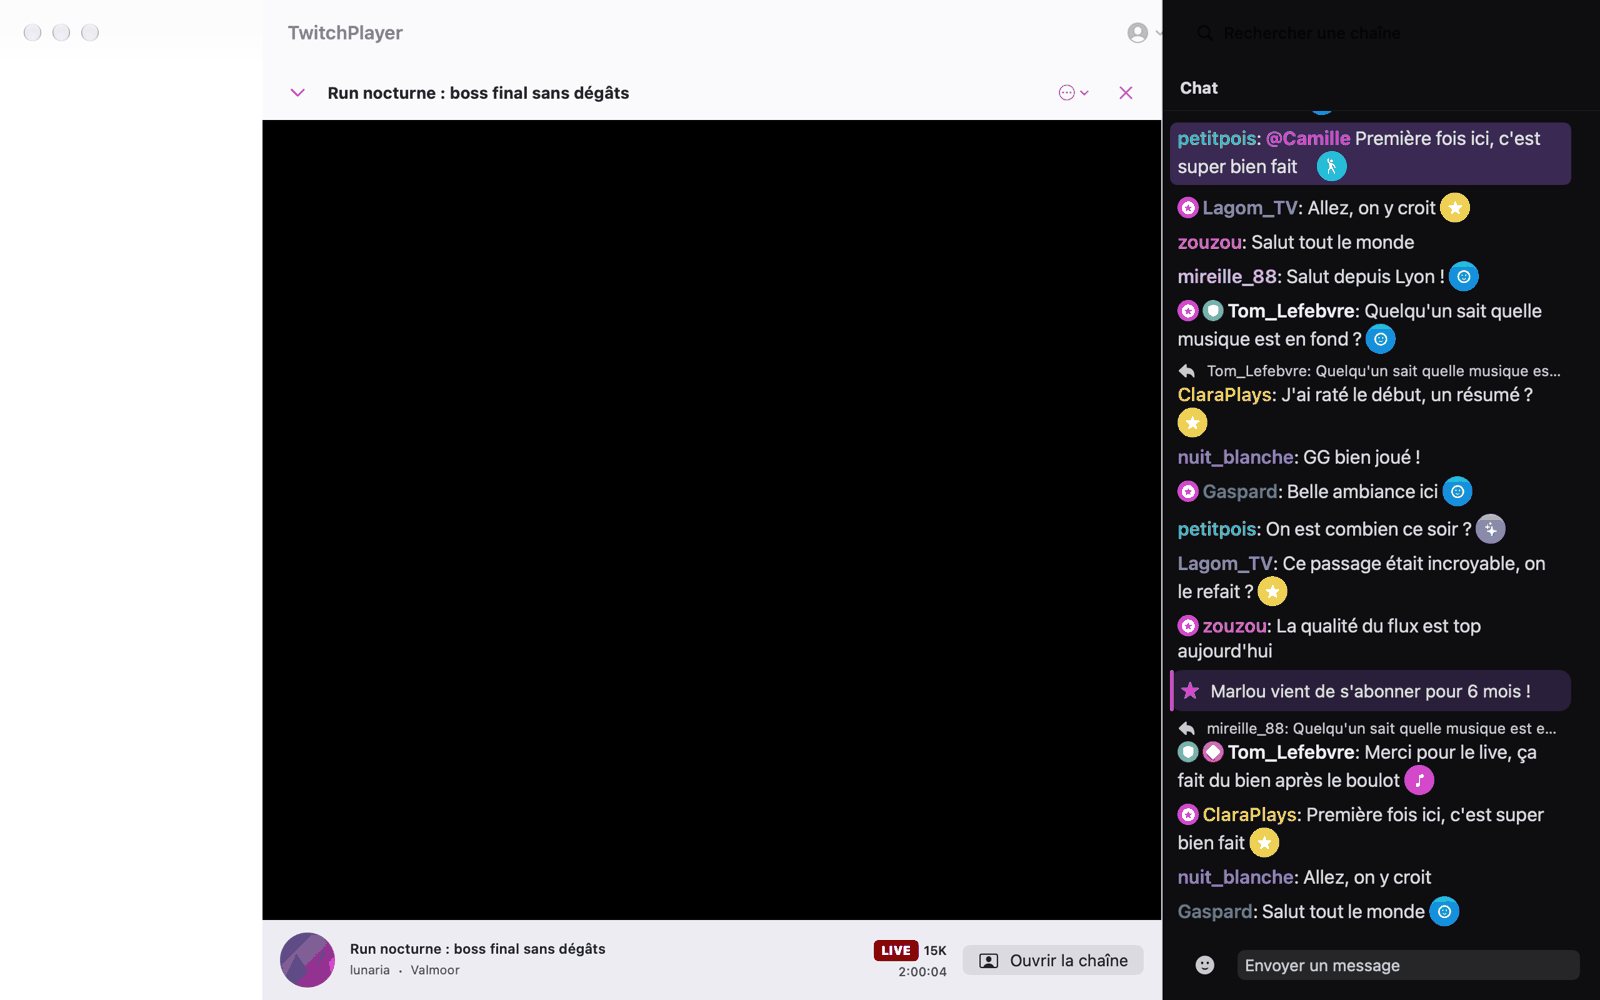 TwitchPlayer
Rechercher une chaîne
Run nocturne : boss final sans dégâts
Chat
petitpois: @Camille Première fois ici, c'est
super bien fait
Lagom_TV: Allez, on y croit
zouzou: Salut tout le monde
mireille_88: Salut depuis Lyon !
Tom_Lefebvre: Quelqu'un sait quelle
musique est en fond ?
Tom_Lefebvre: Quelqu'un sait quelle musique es...
ClaraPlays: J'ai raté le début, un résumé ?
nuit_blanche: GG bien joué !
Gaspard: Belle ambiance ici
petitpois: On est combien ce soir ?
Lagom_TV: Ce passage était incroyable, on
le refait ?
zouzou: La qualité du flux est top
aujourd'hui
Marlou vient de s'abonner pour 6 mois !
mireille_88: Quelqu'un sait quelle musique est e...
Tom_Lefebvre: Merci pour le live, ça
fait du bien après le boulot
ClaraPlays: Première fois ici, c'est super
bien fait
nuit_blanche: Allez, on y croit
Gaspard: Salut tout le monde
Envoyer un message
Run nocturne : boss final sans dégâts
lunaria · Valmoor
LIVE 15K
2:00:04
Ouvrir la chaîne